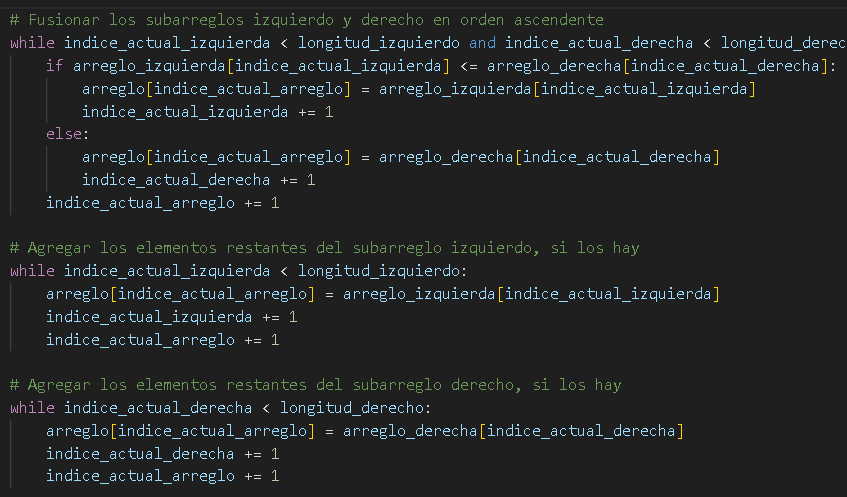 # Fusionar los subarreglos izquierdo y derecho en orden ascendente
while indice_actual_izquierda < longitud_izquierdo and indice_actual_derecha < longitud_derec
    if arreglo_izquierda[indice_actual_izquierda] <= arreglo_derecha[indice_actual_derecha]:
        arreglo[indice_actual_arreglo] = arreglo_izquierda[indice_actual_izquierda]
        indice_actual_izquierda += 1
    else:
        arreglo[indice_actual_arreglo] = arreglo_derecha[indice_actual_derecha]
        indice_actual_derecha += 1
    indice_actual_arreglo += 1
# Agregar los elementos restantes del subarreglo izquierdo, si los hay
while indice_actual_izquierda < longitud_izquierdo:
    arreglo[indice_actual_arreglo] = arreglo_izquierda[indice_actual_izquierda]
    indice_actual_izquierda += 1
    indice_actual_arreglo += 1
# Agregar los elementos restantes del subarreglo derecho, si los hay
while indice_actual_derecha < longitud_derecho:
    arreglo[indice_actual_arreglo] = arreglo_derecha[indice_actual_derecha]
    indice_actual_derecha += 1
    indice_actual_arreglo += 1